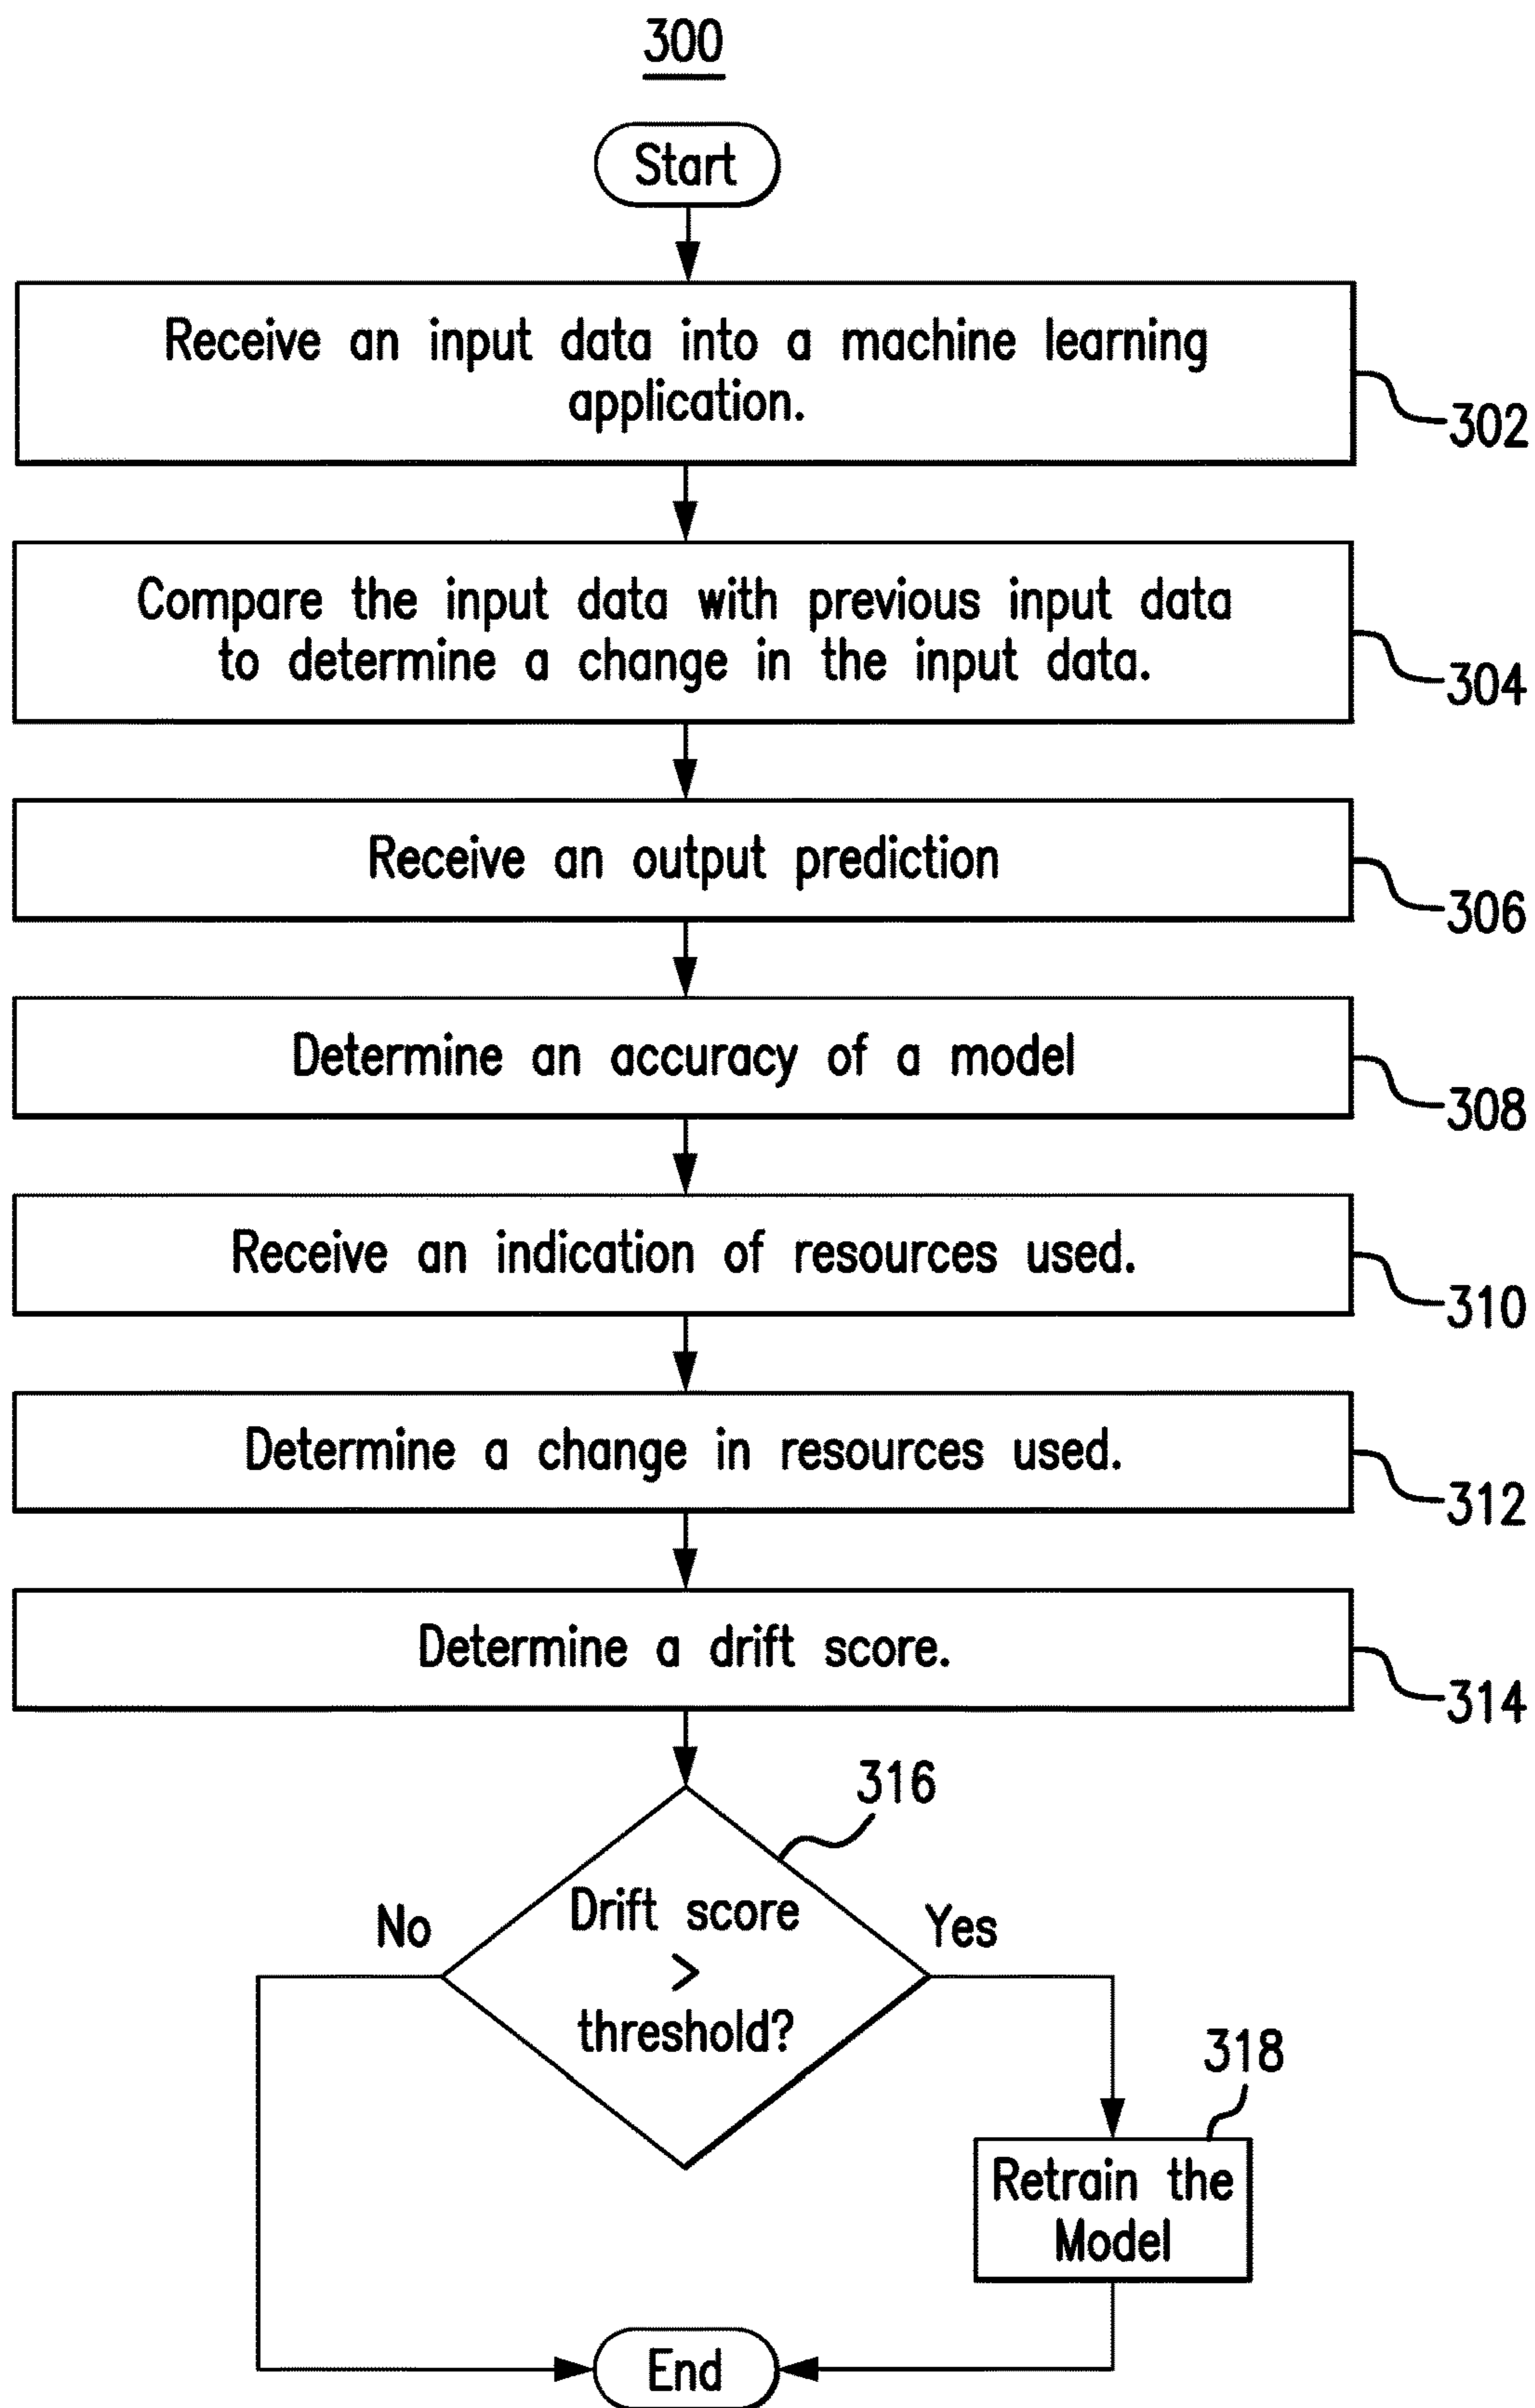 300
Start
Receive an input data into a machine learning
application.
302
Compare the input data with previous input data
to determine a change in the input data.
304
Receive an output prediction
306
Determine an accuracy of a model
308
Receive an indication of resources used.
310
Determine a change in resources used.
312
Determine a drift score.
314
316
No
Drift score
>
threshold?
Yes
318
Retrain the
Model
End